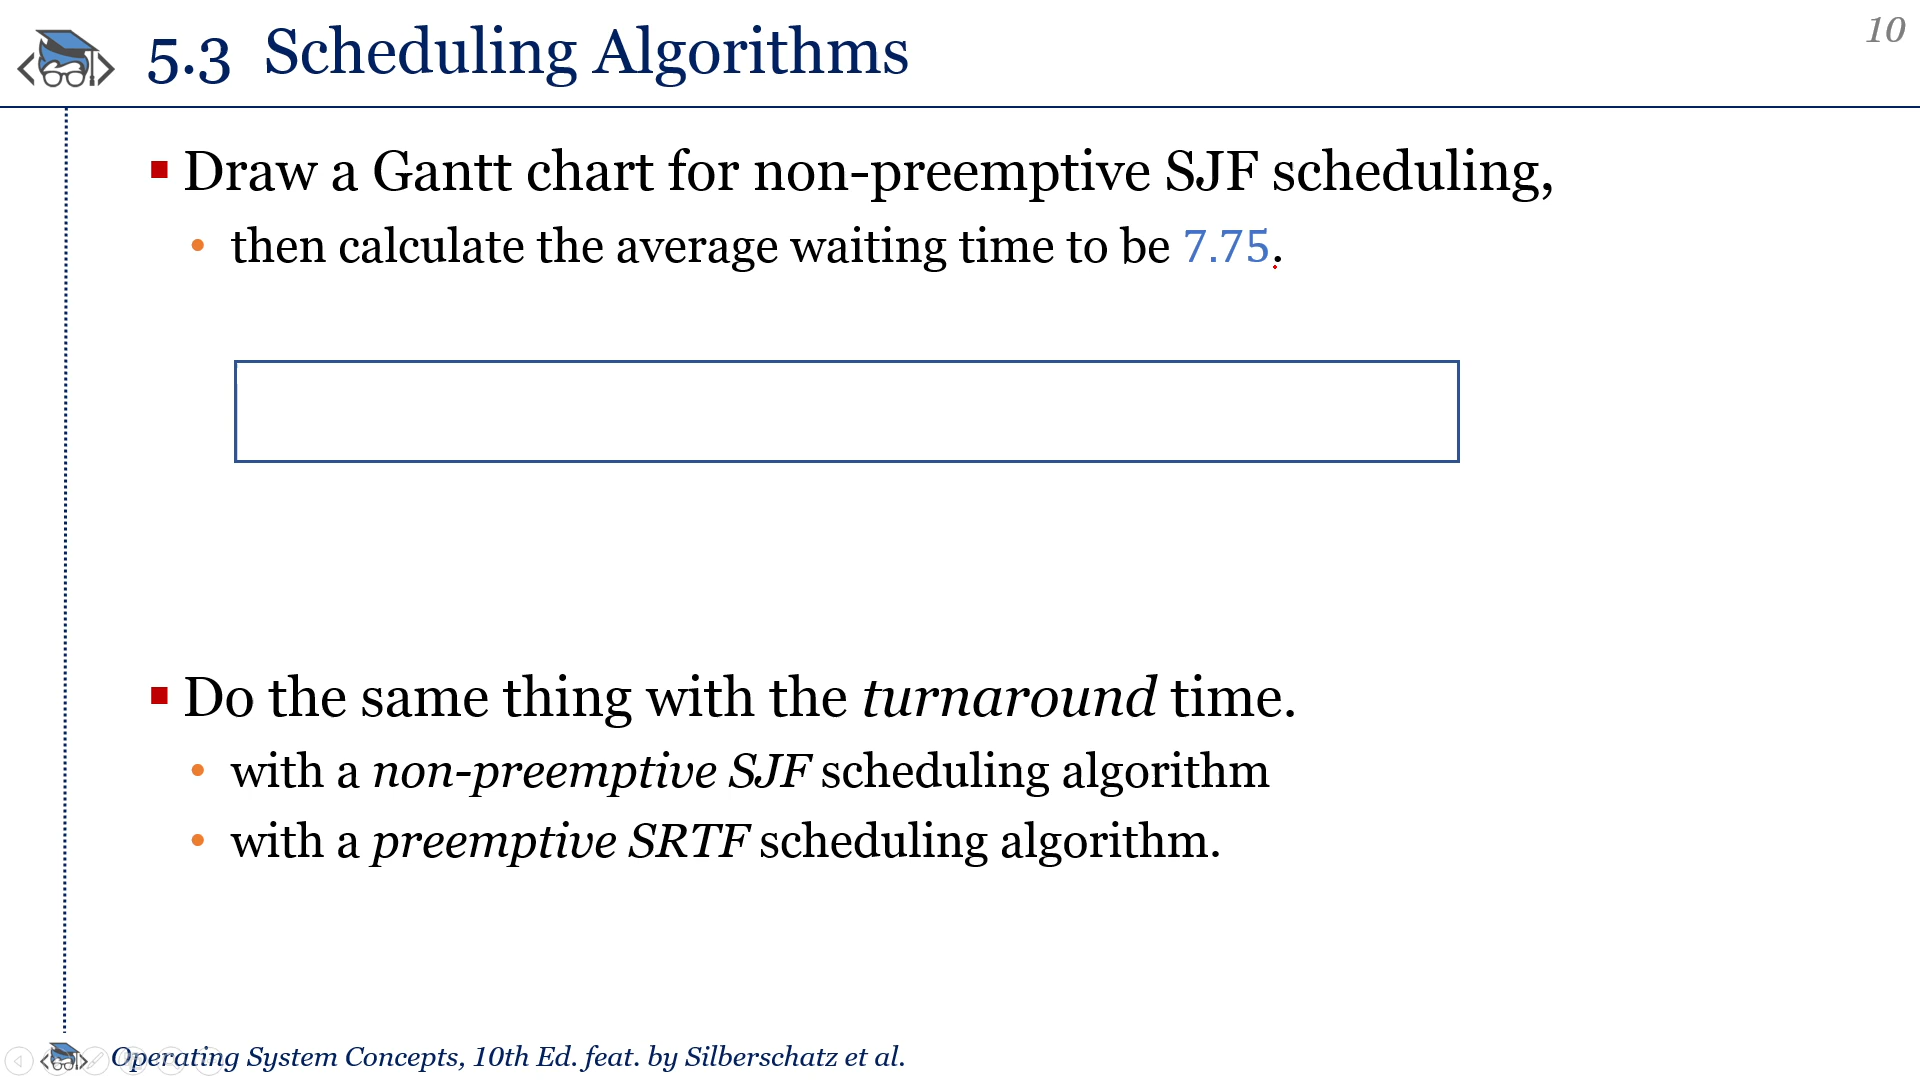 10
5.3 Scheduling Algorithms
Draw a Gantt chart for non-preemptive SJF scheduling,
then calculate the average waiting time to be 7.75.
Do the same thing with the turnaround time.
with a non-preemptive SJF scheduling algorithm
with a preemptive SRTF scheduling algorithm.
Operating System Concepts, 10th Ed. feat. by Silberschatz et al.